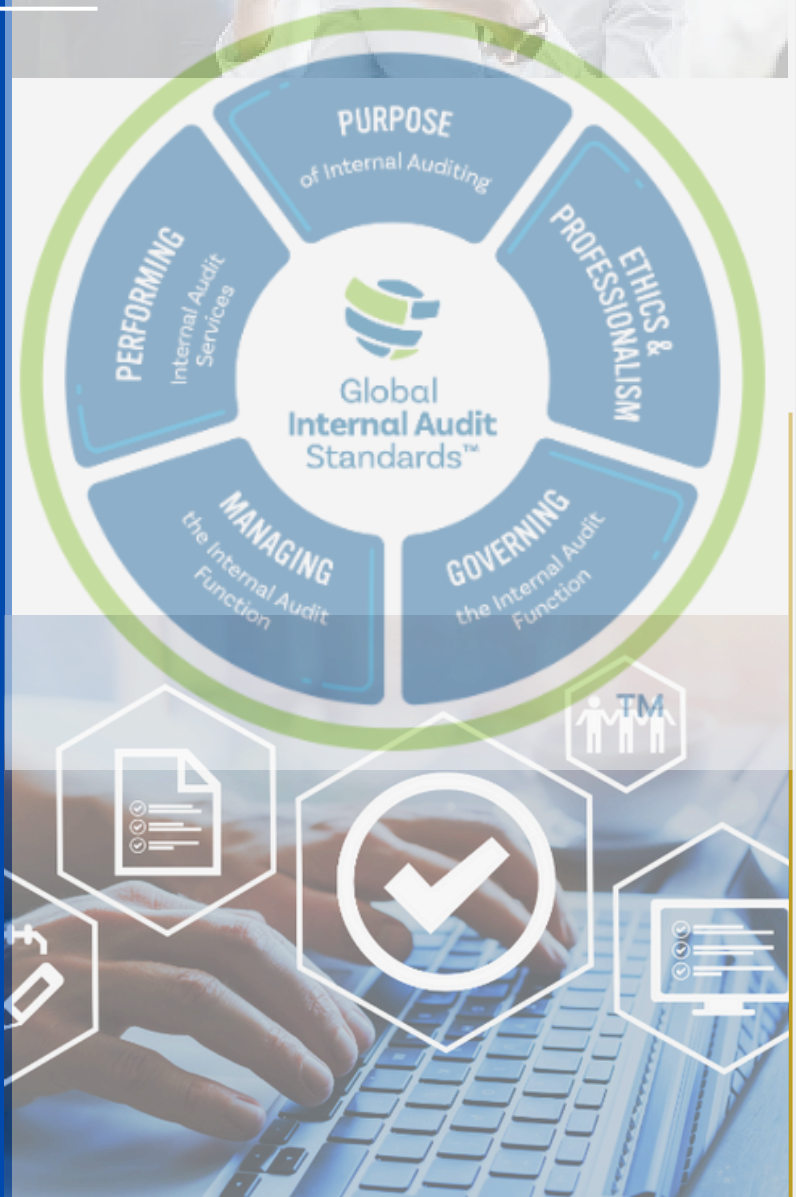 PURPOSE
of Internal Auditing
ETHICS &
PROFESSIONALISM
GOVERNING
the Internal Audit
Function
MANAGING
the Internal Audit
Function
PERFORMING
Internal Audit
Services
Global
Internal Audit
Standards™
TM